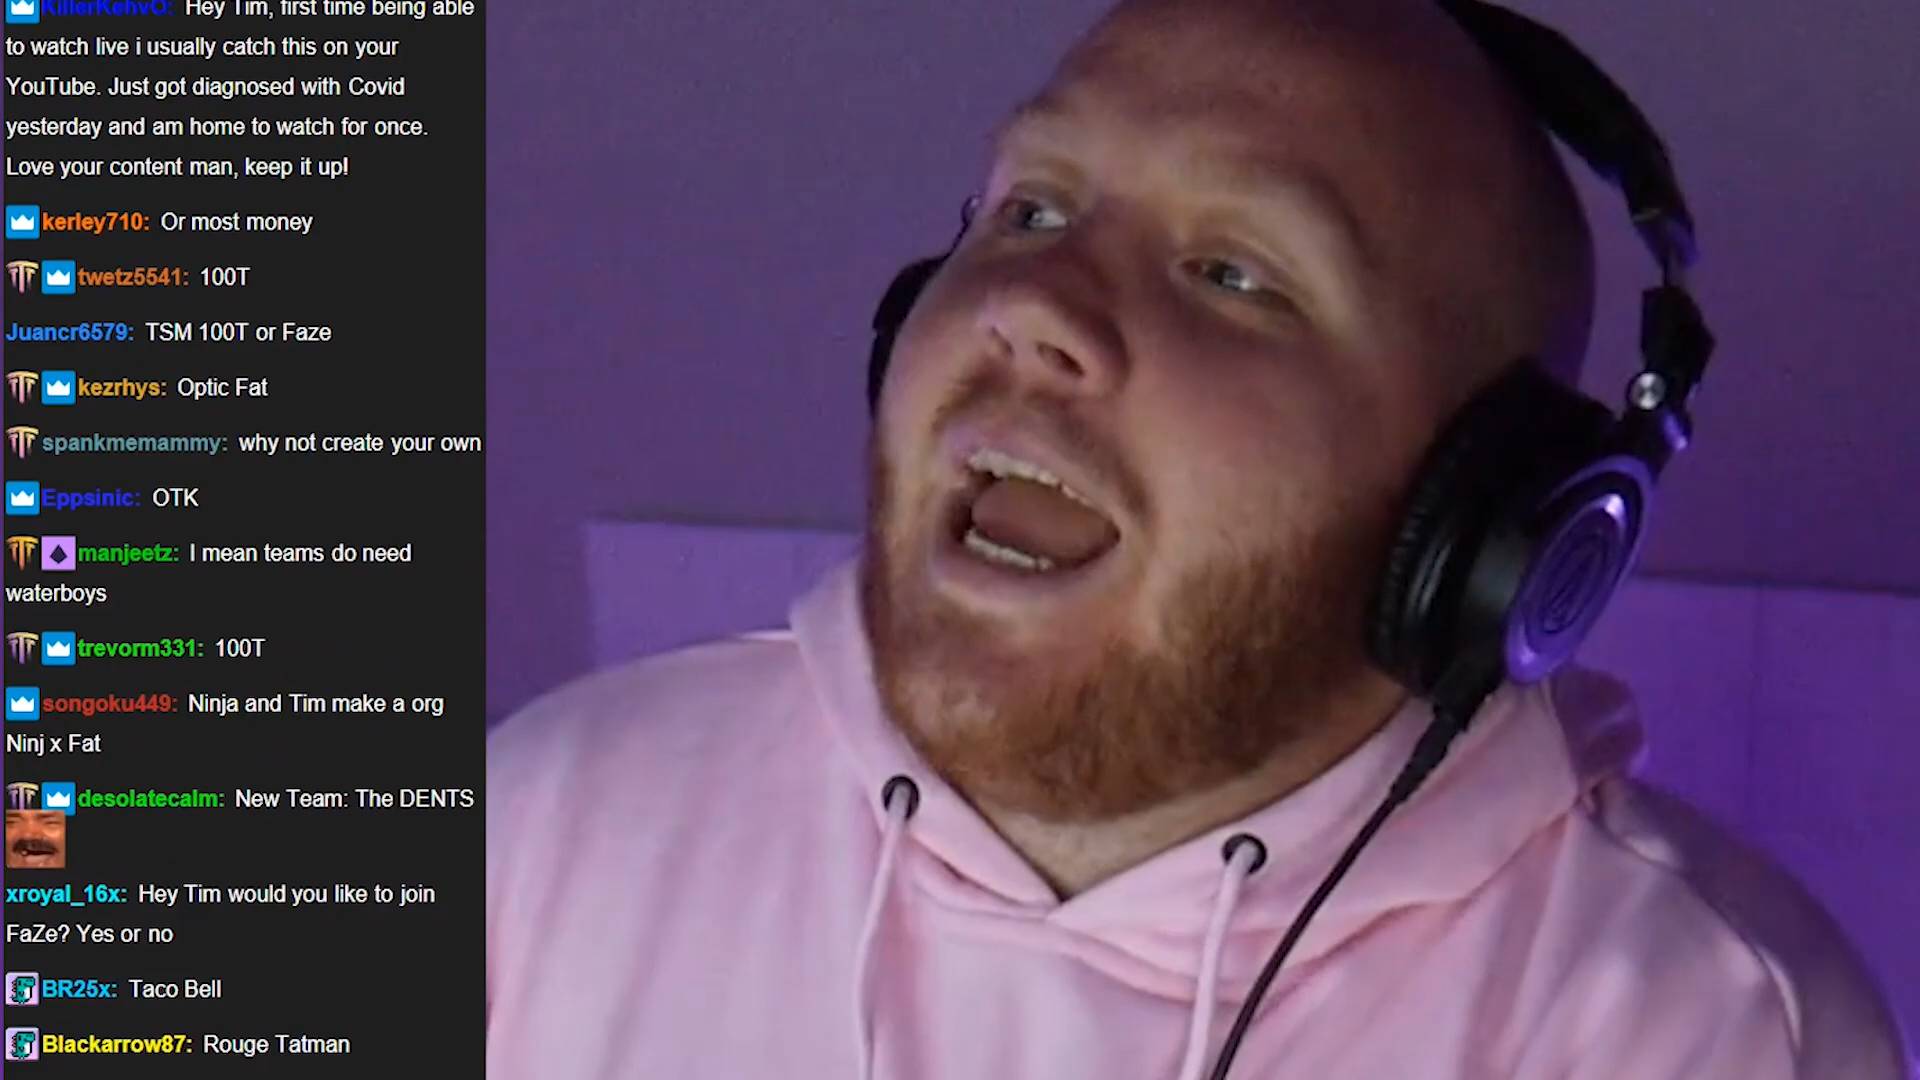 KillerKehvO: Hey Tim, first time being able
to watch live i usually catch this on your
YouTube. Just got diagnosed with Covid
yesterday and am home to watch for once.
Love your content man, keep it up!
kerley710: Or most money
twetz5541: 100T
Juancr6579: TSM 100T or Faze
kezrhys: Optic Fat
spankmemammy: why not create your own
Eppsinic: OTK
manjeetz: I mean teams do need
waterboys
trevorm331: 100T
songoku449: Ninja and Tim make a org
Ninj x Fat
desolatecalm: New Team: The DENTS
xroyal_16x: Hey Tim would you like to join
FaZe? Yes or no
BR25x: Taco Bell
Blackarrow87: Rouge Tatman